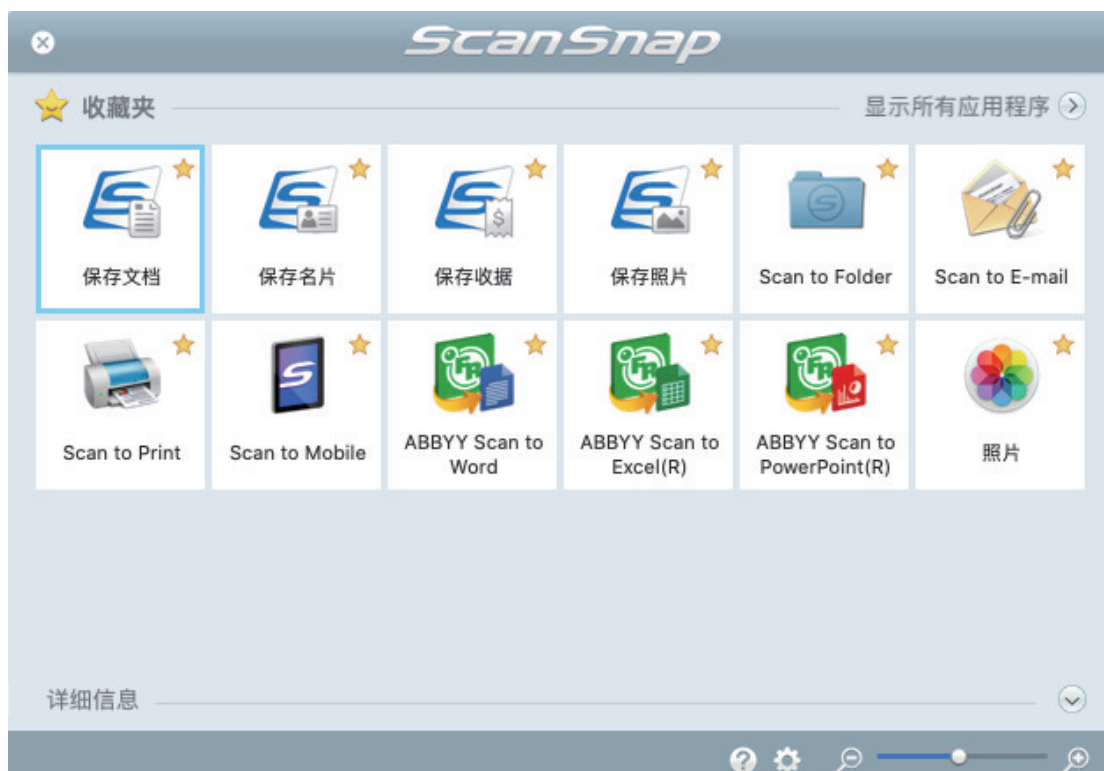 ScanSnap
收藏夹
显示所有应用程序
保存文档
保存名片
保存收据
保存照片
Scan to Folder
Scan to E-mail
Scan to Print
Scan to Mobile
ABBYY Scan to
Word
ABBYY Scan to
Excel(R)
ABBYY Scan to
PowerPoint(R)
照片
详细信息